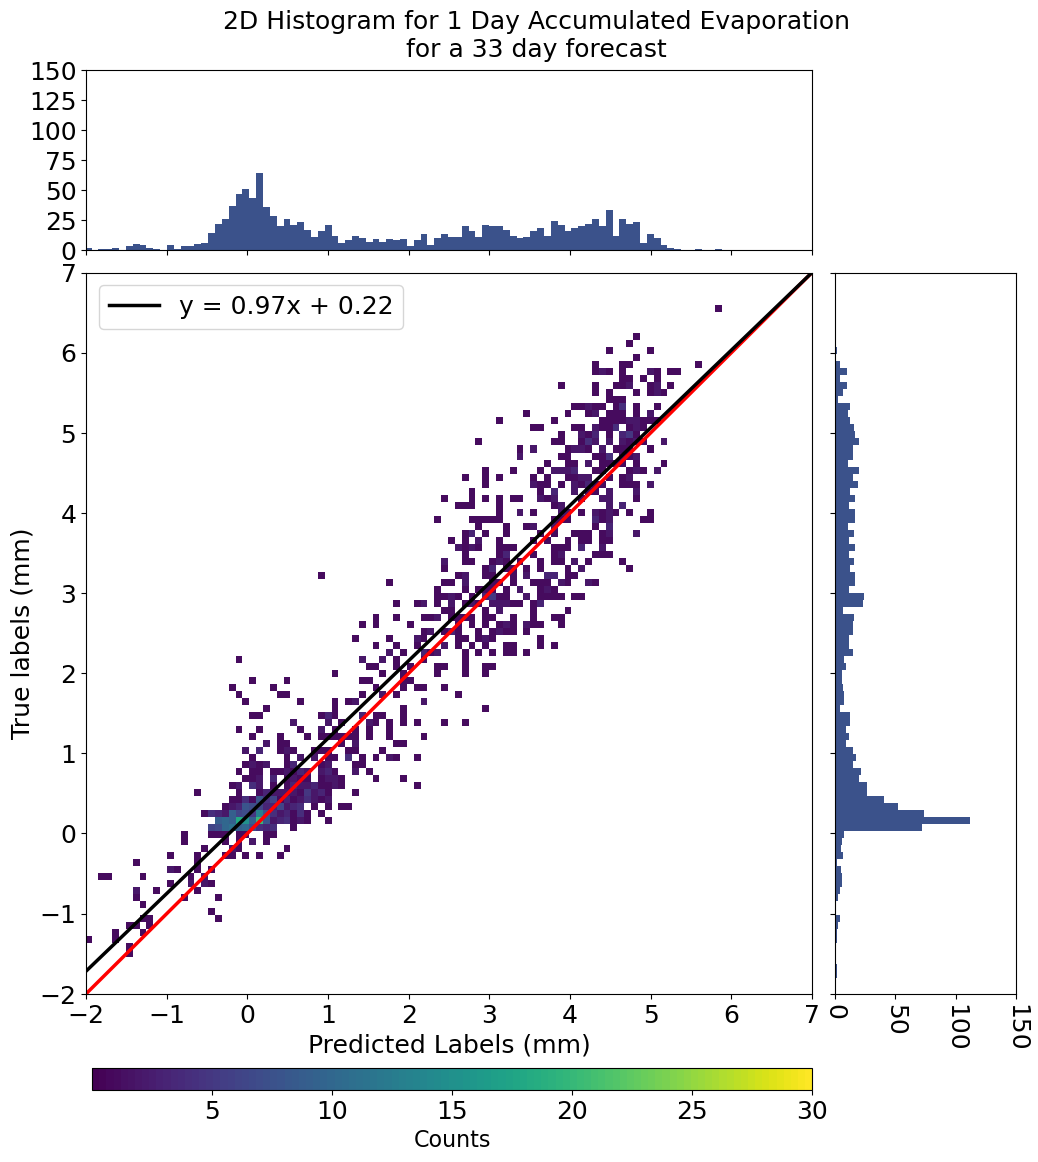 2D Histogram for 1 Day Accumulated Evaporation
for a 33 day forecast
150
125
100
75
50
25
0
7
6
5
4
3
2
1
0
−1
−2
True labels (mm)
y = 0.97x + 0.22
−2 −1 0 1 2 3 4 5 6 7
Predicted Labels (mm)
0 50 100 150
5 10 15 20 25 30
Counts